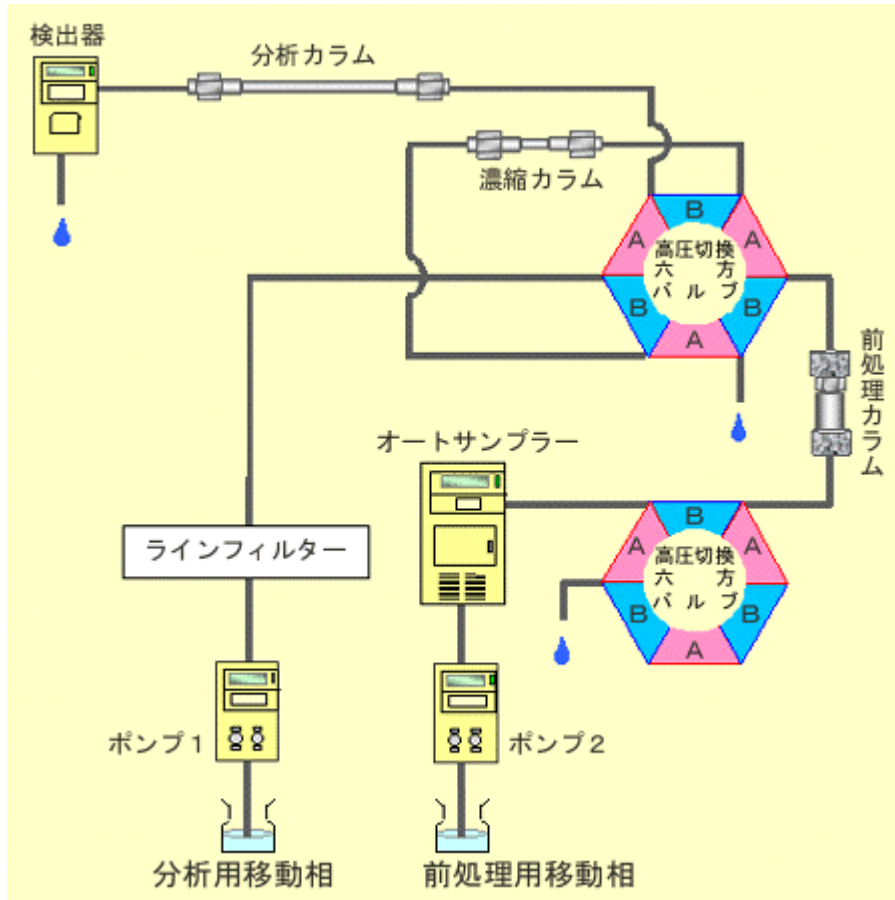 検出器
分析カラム
濃縮カラム
B
A A
高圧切換
六 方
バルブ
B B
A
前処理カラム
オートサンプラー
ラインフィルター
B
A A
高圧切換
六 方
バルブ
B B
A
ポンプ1
ポンプ2
分析用移動相
前処理用移動相